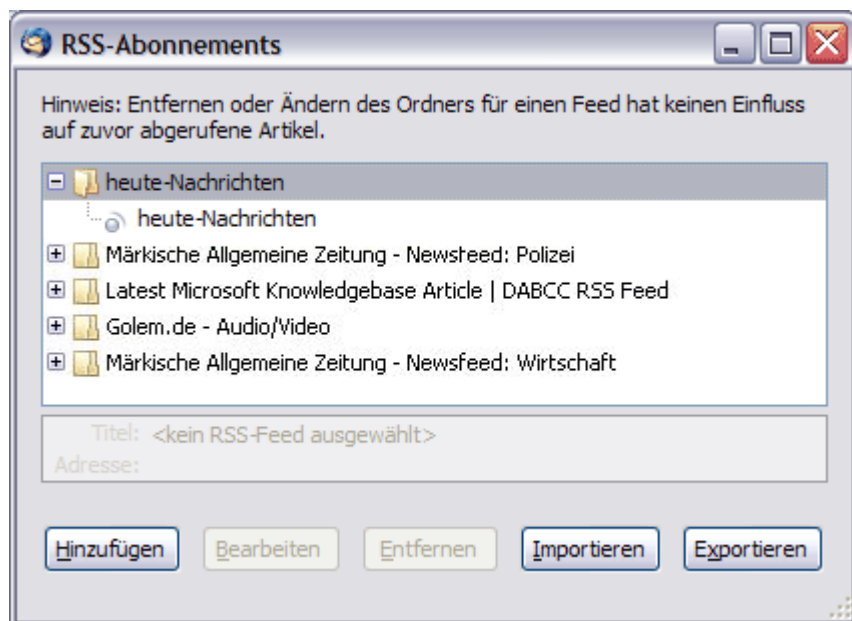 RSS-Abonnements
Hinweis: Entfernen oder Ändern des Ordners für einen Feed hat keinen Einfluss
auf zuvor abgerufene Artikel.
heute-Nachrichten
heute-Nachrichten
Märkische Allgemeine Zeitung - Newsfeed: Polizei
Latest Microsoft Knowledgebase Article | DABCC RSS Feed
Golem.de - Audio/Video
Märkische Allgemeine Zeitung - Newsfeed: Wirtschaft
Titel: <kein RSS-Feed ausgewählt>
Adresse:
Hinzufügen Bearbeiten Entfernen Importieren Exportieren